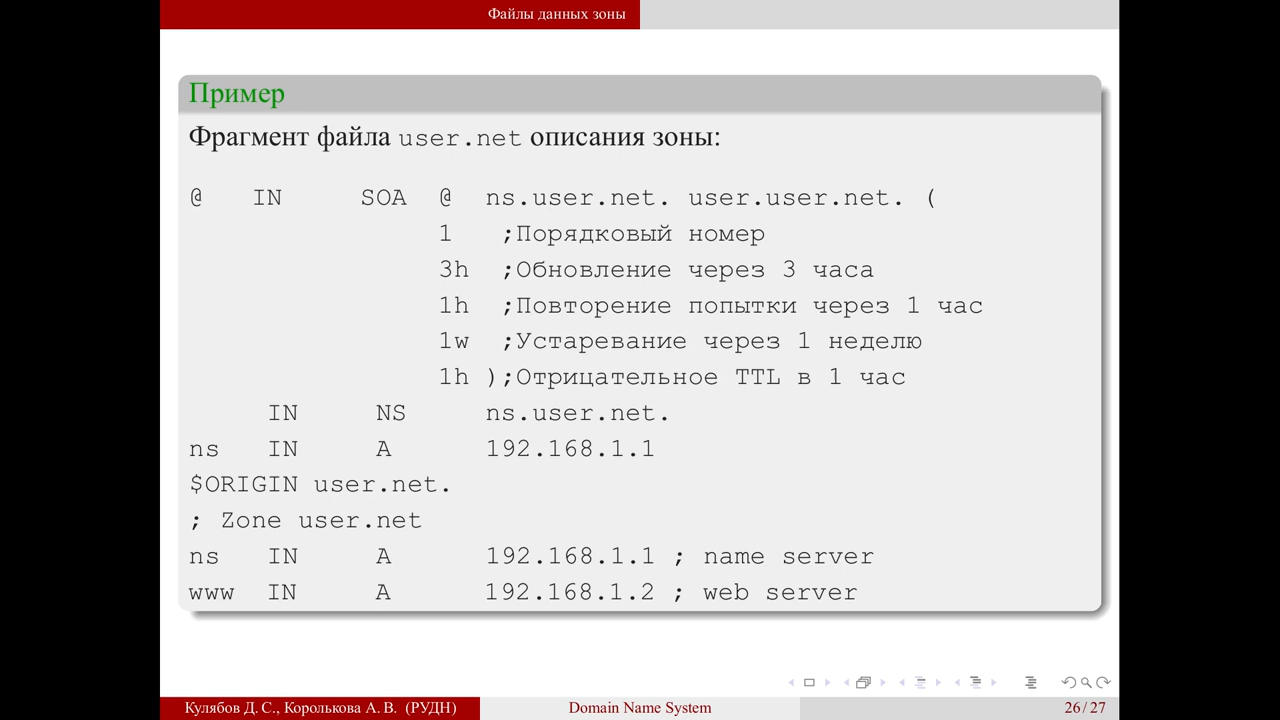 Файлы данных зоны
Пример
Фрагмент файла user.net описания зоны:
@ IN SOA @ ns.user.net. user.user.net. (
1 ;Порядковый номер
3h ;Обновление через 3 часа
1h ;Повторение попытки через 1 час
1w ;Устаревание через 1 неделю
1h );Отрицательное TTL в 1 час
IN NS ns.user.net.
ns IN A 192.168.1.1
$ORIGIN user.net.
; Zone user.net
ns IN A 192.168.1.1 ; name server
www IN A 192.168.1.2 ; web server
Кулябов Д. С., Королькова А. В. (РУДН) Domain Name System 26 / 27